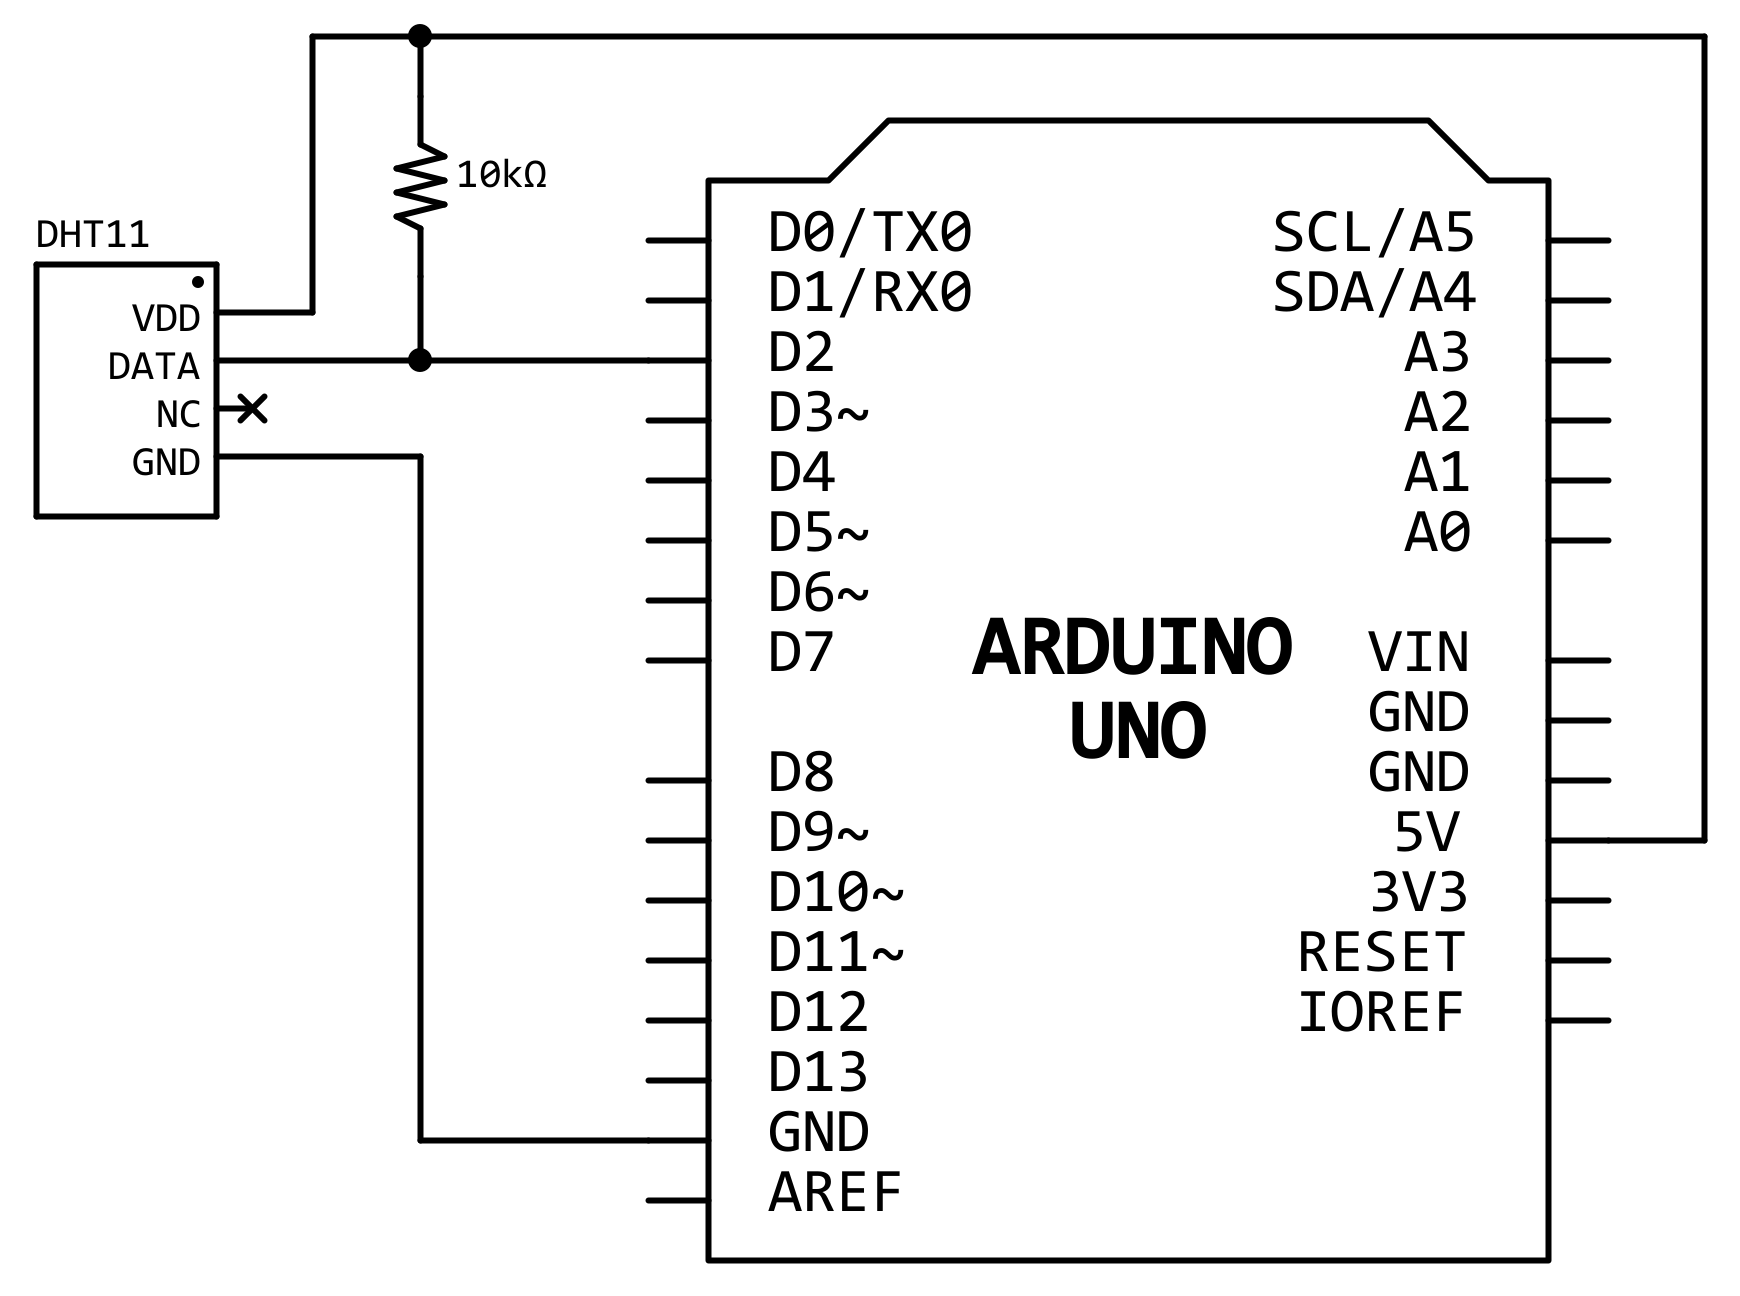 10kΩ
DHT11
VDD
DATA
NC
GND
D0/TX0
D1/RX0
D2
D3~
D4
D5~
D6~
D7
D8
D9~
D10~
D11~
D12
D13
GND
AREF
ARDUINO
UNO
SCL/A5
SDA/A4
A3
A2
A1
A0
VIN
GND
GND
5V
3V3
RESET
IOREF